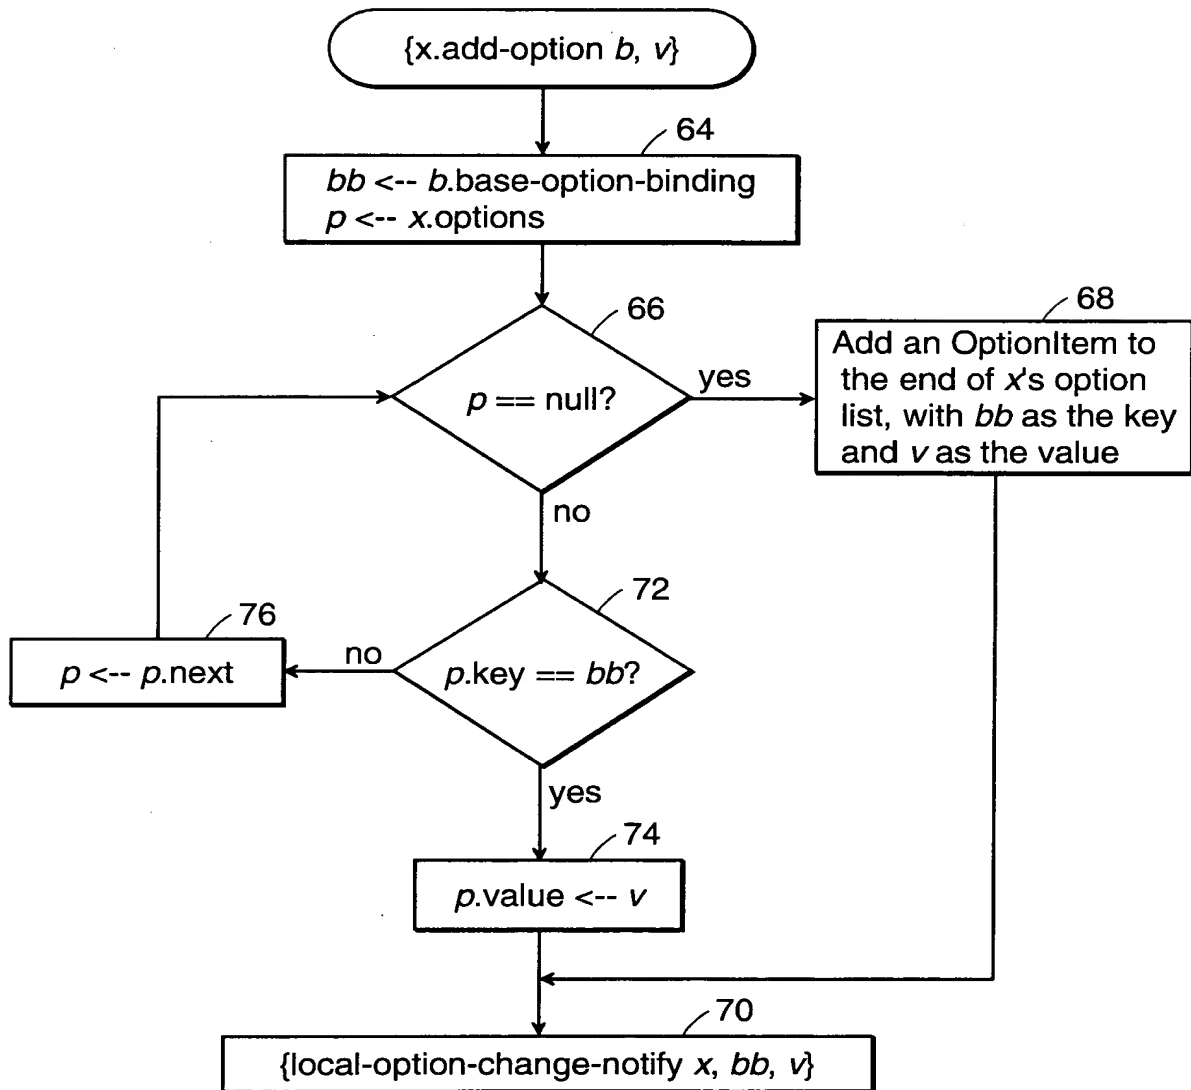 {x.add-option b, v}
64
bb <-- b.base-option-binding
p <-- x.options
66
68
p == null?
yes
Add an OptionItem to
the end of x's option
list, with bb as the key
and v as the value
no
72
76
p <-- p.next
no
p.key == bb?
yes
74
p.value <-- v
70
{local-option-change-notify x, bb, v}